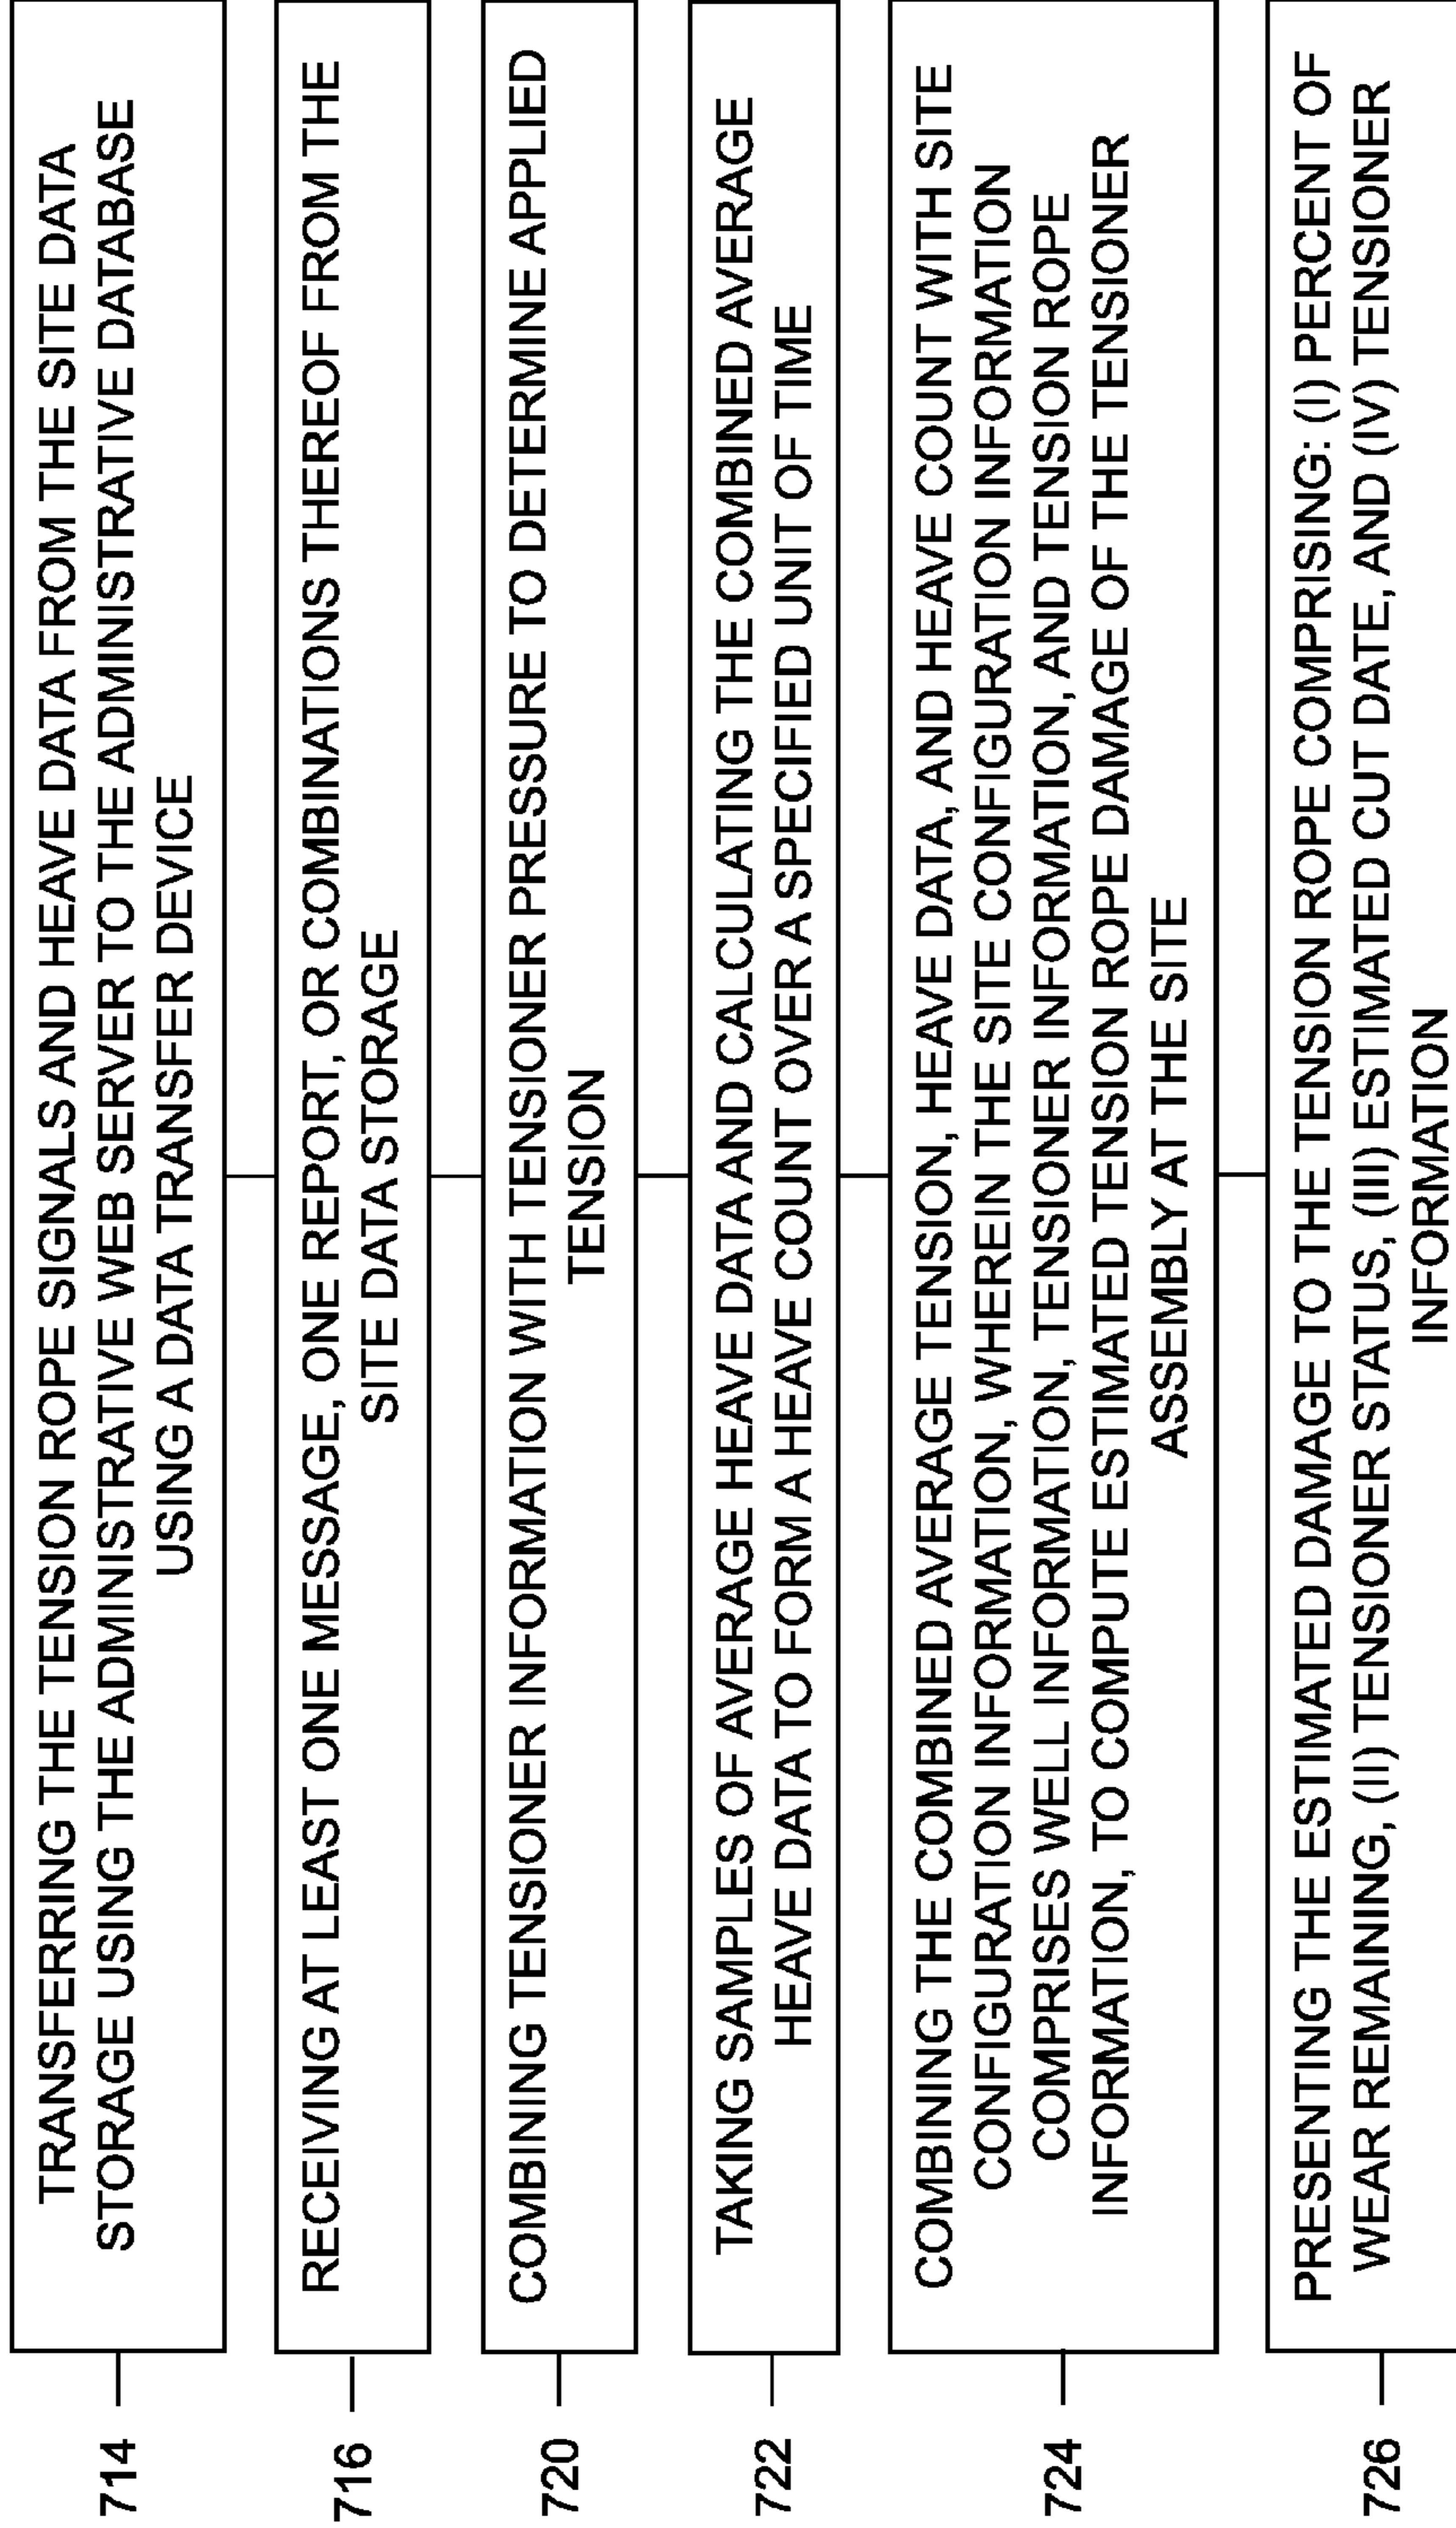 714
TRANSFERRING THE TENSION ROPE SIGNALS AND HEAVE DATA FROM THE SITE DATA
STORAGE USING THE ADMINISTRATIVE WEB SERVER TO THE ADMINISTRATIVE DATABASE
USING A DATA TRANSFER DEVICE
716
RECEIVING AT LEAST ONE MESSAGE, ONE REPORT, OR COMBINATIONS THEREOF FROM THE
SITE DATA STORAGE
720
COMBINING TENSIONER INFORMATION WITH TENSIONER PRESSURE TO DETERMINE APPLIED
TENSION
722
TAKING SAMPLES OF AVERAGE HEAVE DATA AND CALCULATING THE COMBINED AVERAGE
HEAVE DATA TO FORM A HEAVE COUNT OVER A SPECIFIED UNIT OF TIME
724
COMBINING THE COMBINED AVERAGE TENSION, HEAVE DATA, AND HEAVE COUNT WITH SITE
CONFIGURATION INFORMATION, WHEREIN THE SITE CONFIGURATION INFORMATION
COMPRISES WELL INFORMATION, TENSIONER INFORMATION, AND TENSION ROPE
INFORMATION, TO COMPUTE ESTIMATED TENSION ROPE DAMAGE OF THE TENSIONER
ASSEMBLY AT THE SITE
726
PRESENTING THE ESTIMATED DAMAGE TO THE TENSION ROPE COMPRISING: (I) PERCENT OF
WEAR REMAINING, (II) TENSIONER STATUS, (III) ESTIMATED CUT DATE, AND (IV) TENSIONER
INFORMATION